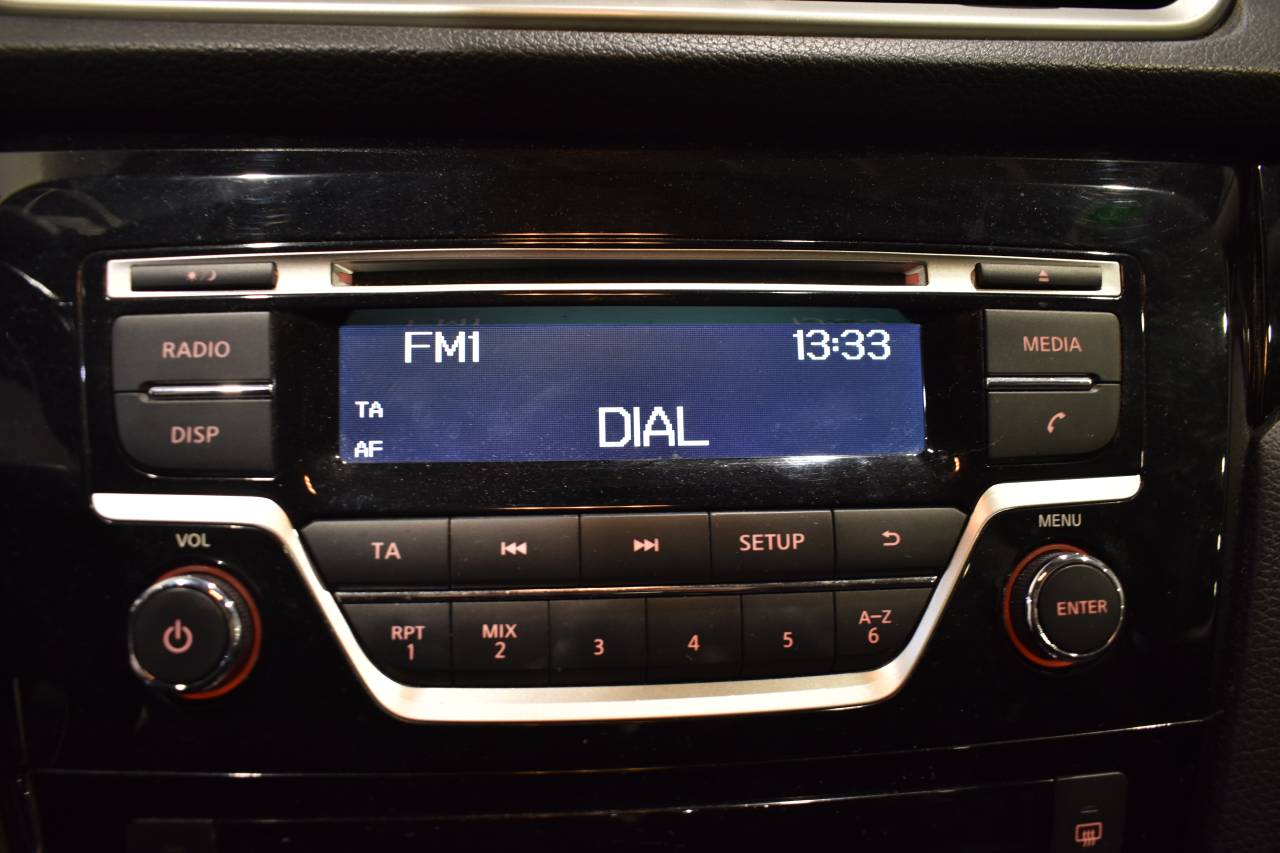 RADIO
DISP
FM1 13:33
TA
DIAL
AF
MEDIA
VOL
MENU
TA
SETUP
RPT
1
MIX
2
3
4
5
A-Z
6
ENTER